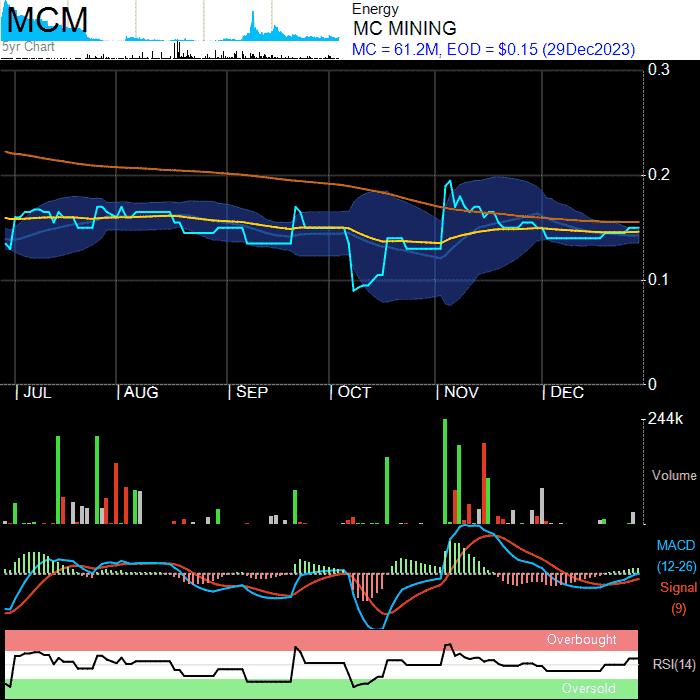 MCM
5yr Chart
Energy
MC MINING
MC = 61.2M, EOD = $0.15 (29Dec2023)
0.3
0.2
0.1
0
JUL AUG SEP OCT NOV DEC
244k
Volume
MACD
(12-26)
Signal
(9)
Overbought
RSI(14)
Oversold